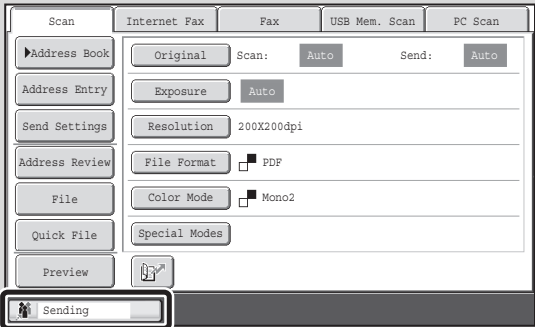 Scan Internet Fax Fax USB Mem. Scan PC Scan
Address Book Original Scan: Auto Send: Auto
Address Entry Exposure Auto
Send Settings Resolution 200X200dpi
Address Review File Format PDF
File Color Mode Mono2
Quick File Special Modes
Preview
Sending